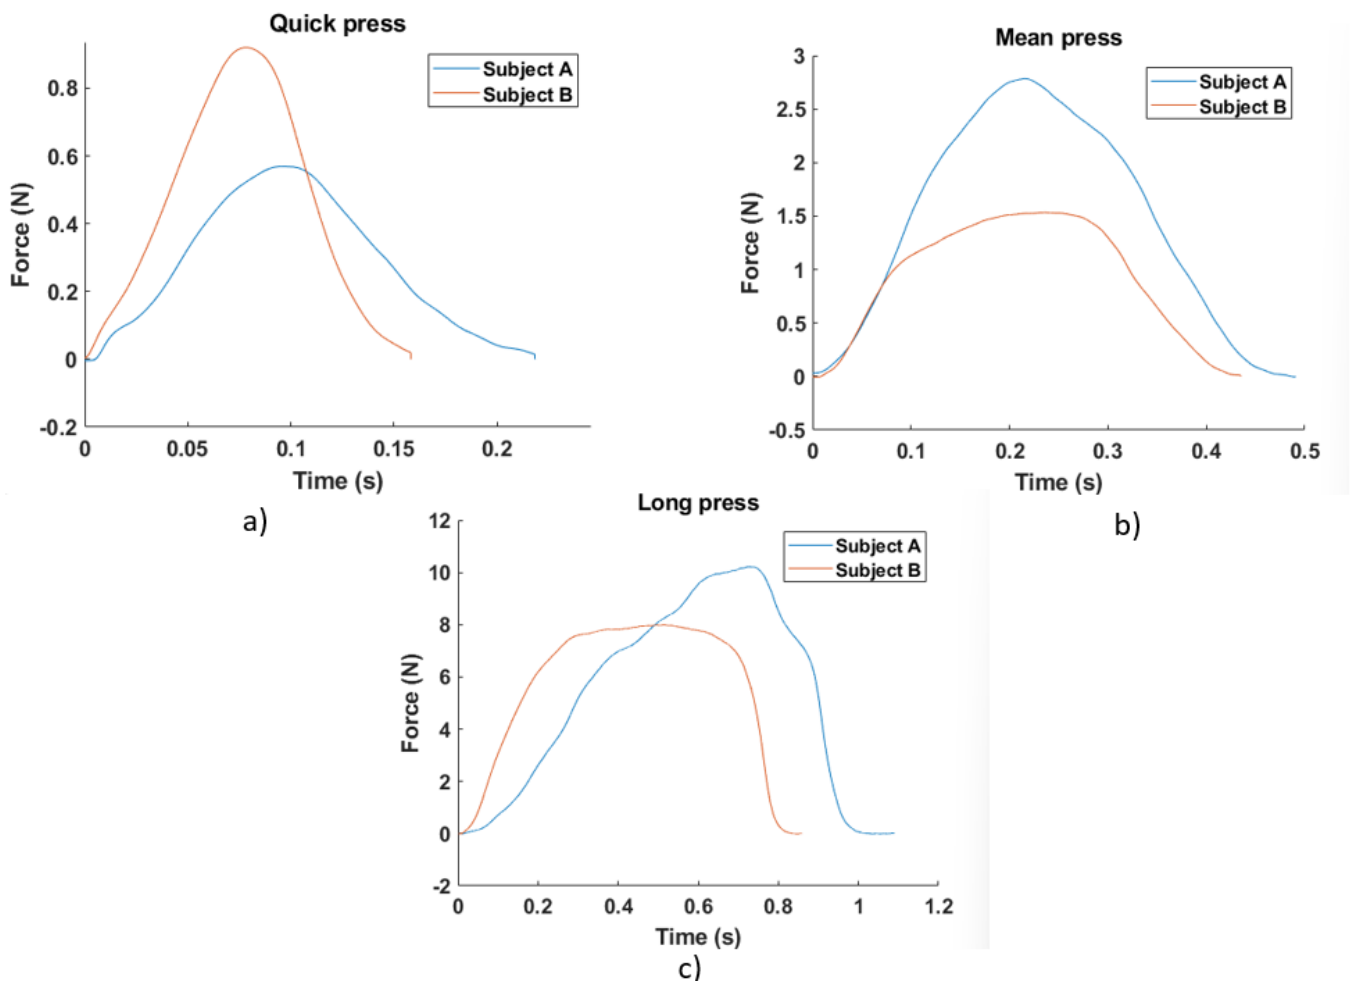 Quick press
Subject A
Subject B
0.8
0.6
0.4
0.2
0
-0.2
Force (N)
0
0.05
0.1
0.15
0.2
Time (s)
a)
Mean press
Subject A
Subject B
3
2.5
2
1.5
1
0.5
0
-0.5
Force (N)
0
0.1
0.2
0.3
0.4
0.5
Time (s)
b)
Long press
Subject A
Subject B
12
10
8
6
4
2
0
-2
Force (N)
0
0.2
0.4
0.6
0.8
1
1.2
Time (s)
c)